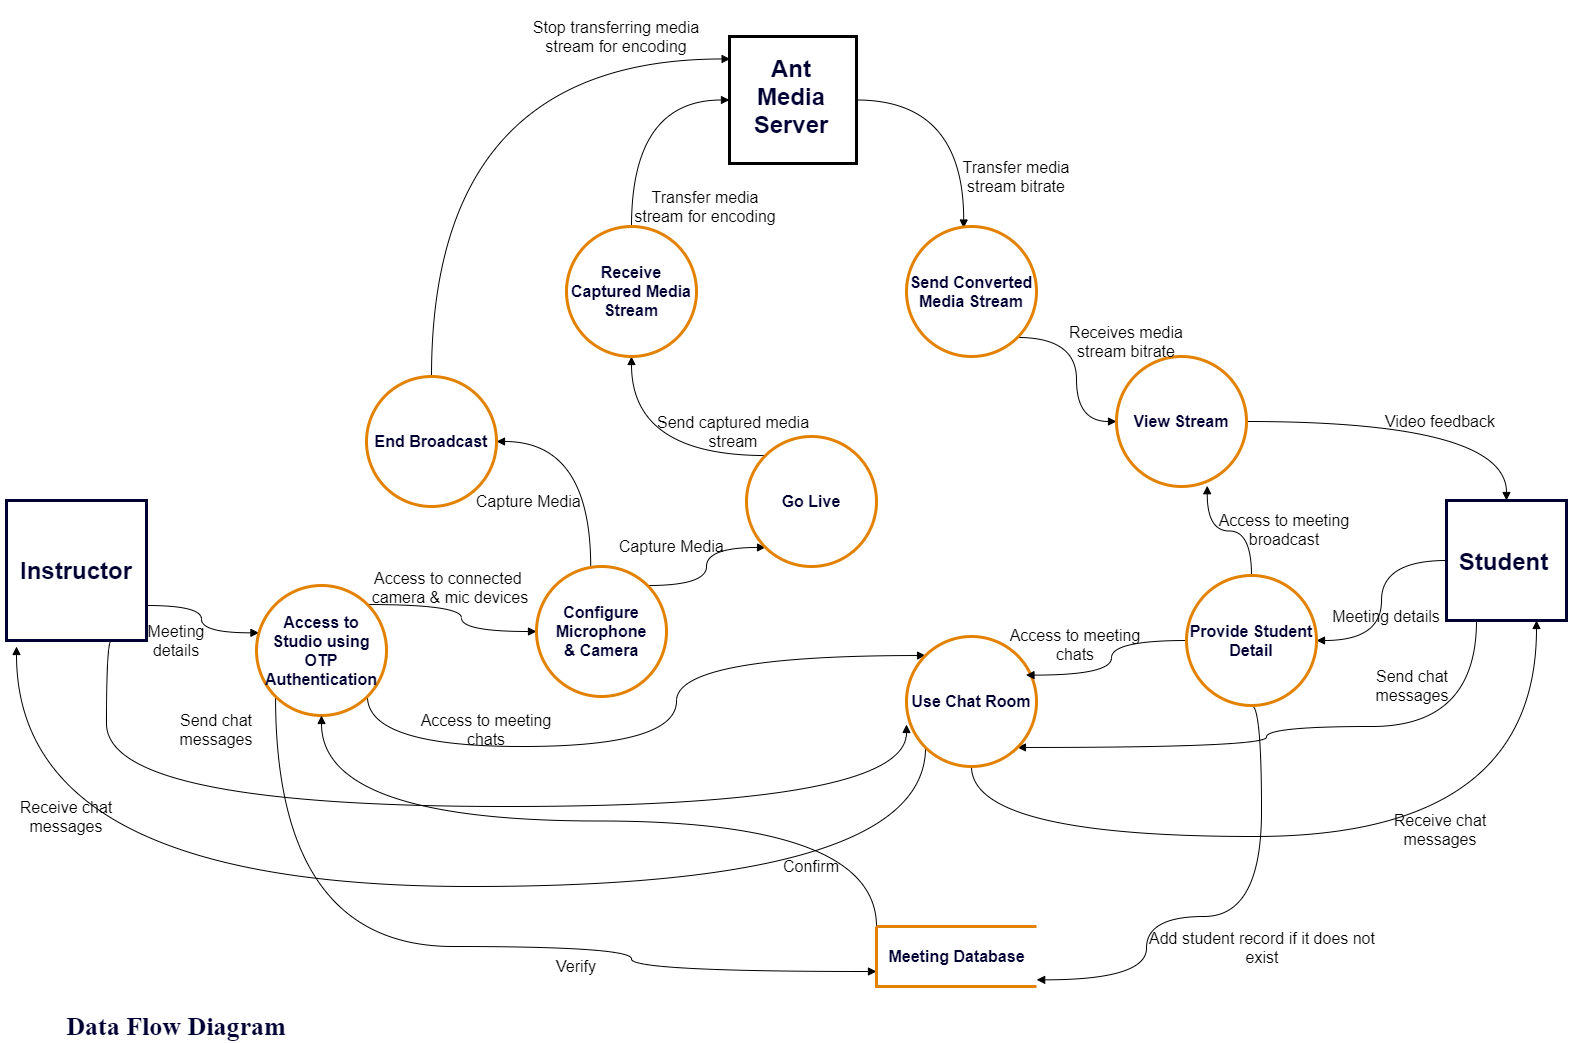 Stop transferring media
stream for encoding
Ant
Media
Server
Transfer media
stream bitrate
Transfer media
stream for encoding
Receive
Captured Media
Stream
Send Converted
Media Stream
Receives media
stream bitrate
End Broadcast
Send captured media
stream
View Stream
Video feedback
Capture Media
Go Live
Access to meeting
broadcast
Capture Media
Instructor
Student
Access to connected
camera & mic devices
Meeting
details
Access to
Studio using
OTP
Authentication
Configure
Microphone
& Camera
Access to meeting
chats
Provide Student
Detail
Meeting details
Send chat
messages
Use Chat Room
Send chat
messages
Access to meeting
chats
Receive chat
messages
Receive chat
messages
Confirm
Meeting Database
Add student record if it does not
exist
Verify
Data Flow Diagram